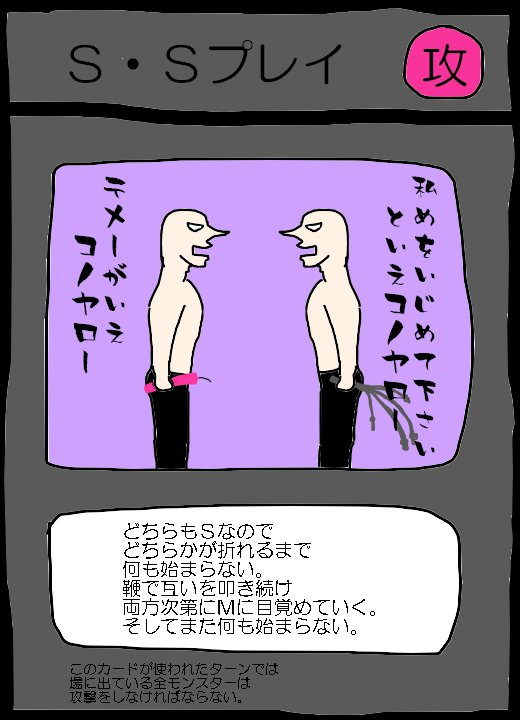 S・Sプレイ
攻
私めをいじめて下さい
といえコノヤロー
テメーがいえ
コノヤロー
どちらもSなので
どちらかが折れるまで
何も始まらない。
鞭で互いを叩き続け
両方次第にMに目覚めていく。
そしてまた何も始まらない。
このカードが使われたターンでは
場に出ている全モンスターは
攻撃をしなければならない。